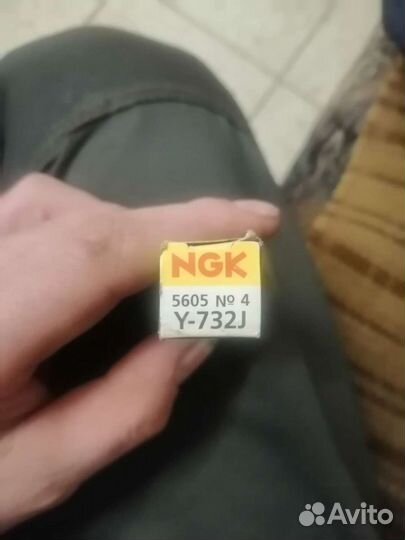 NGK
5605 № 4
Y-732J
Avito